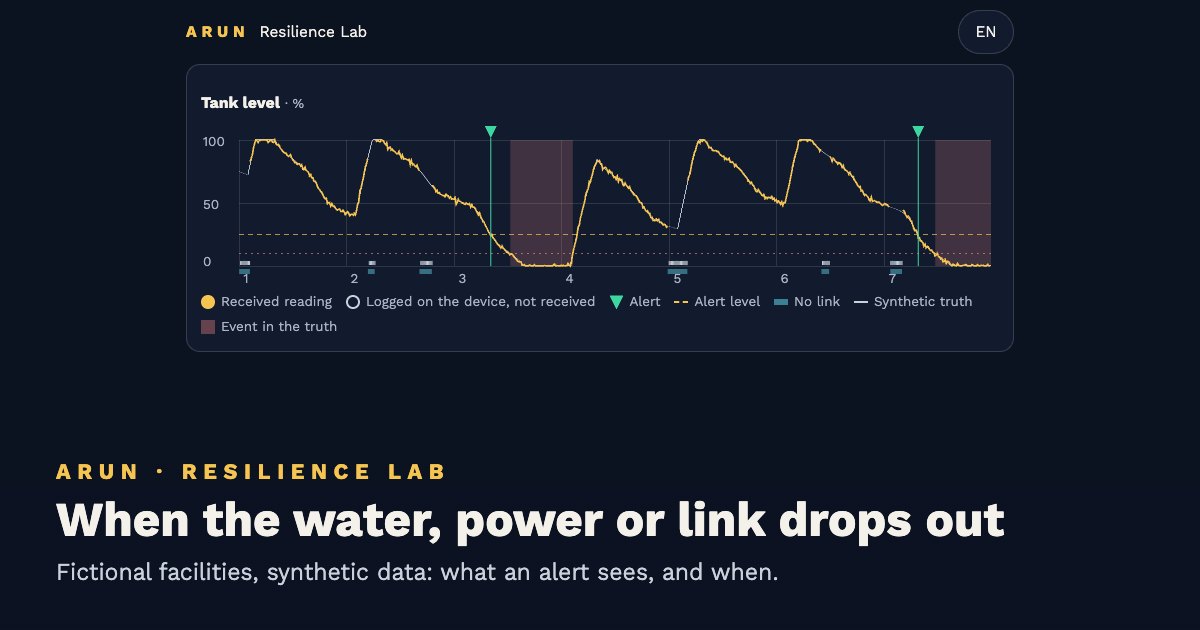 ARUN Resilience Lab
EN
Tank level · %
100
50
0
1 2 3 4 5 6 7
Received reading Logged on the device, not received Alert Alert level No link Synthetic truth
Event in the truth
ARUN · RESILIENCE LAB
When the water, power or link drops out
Fictional facilities, synthetic data: what an alert sees, and when.